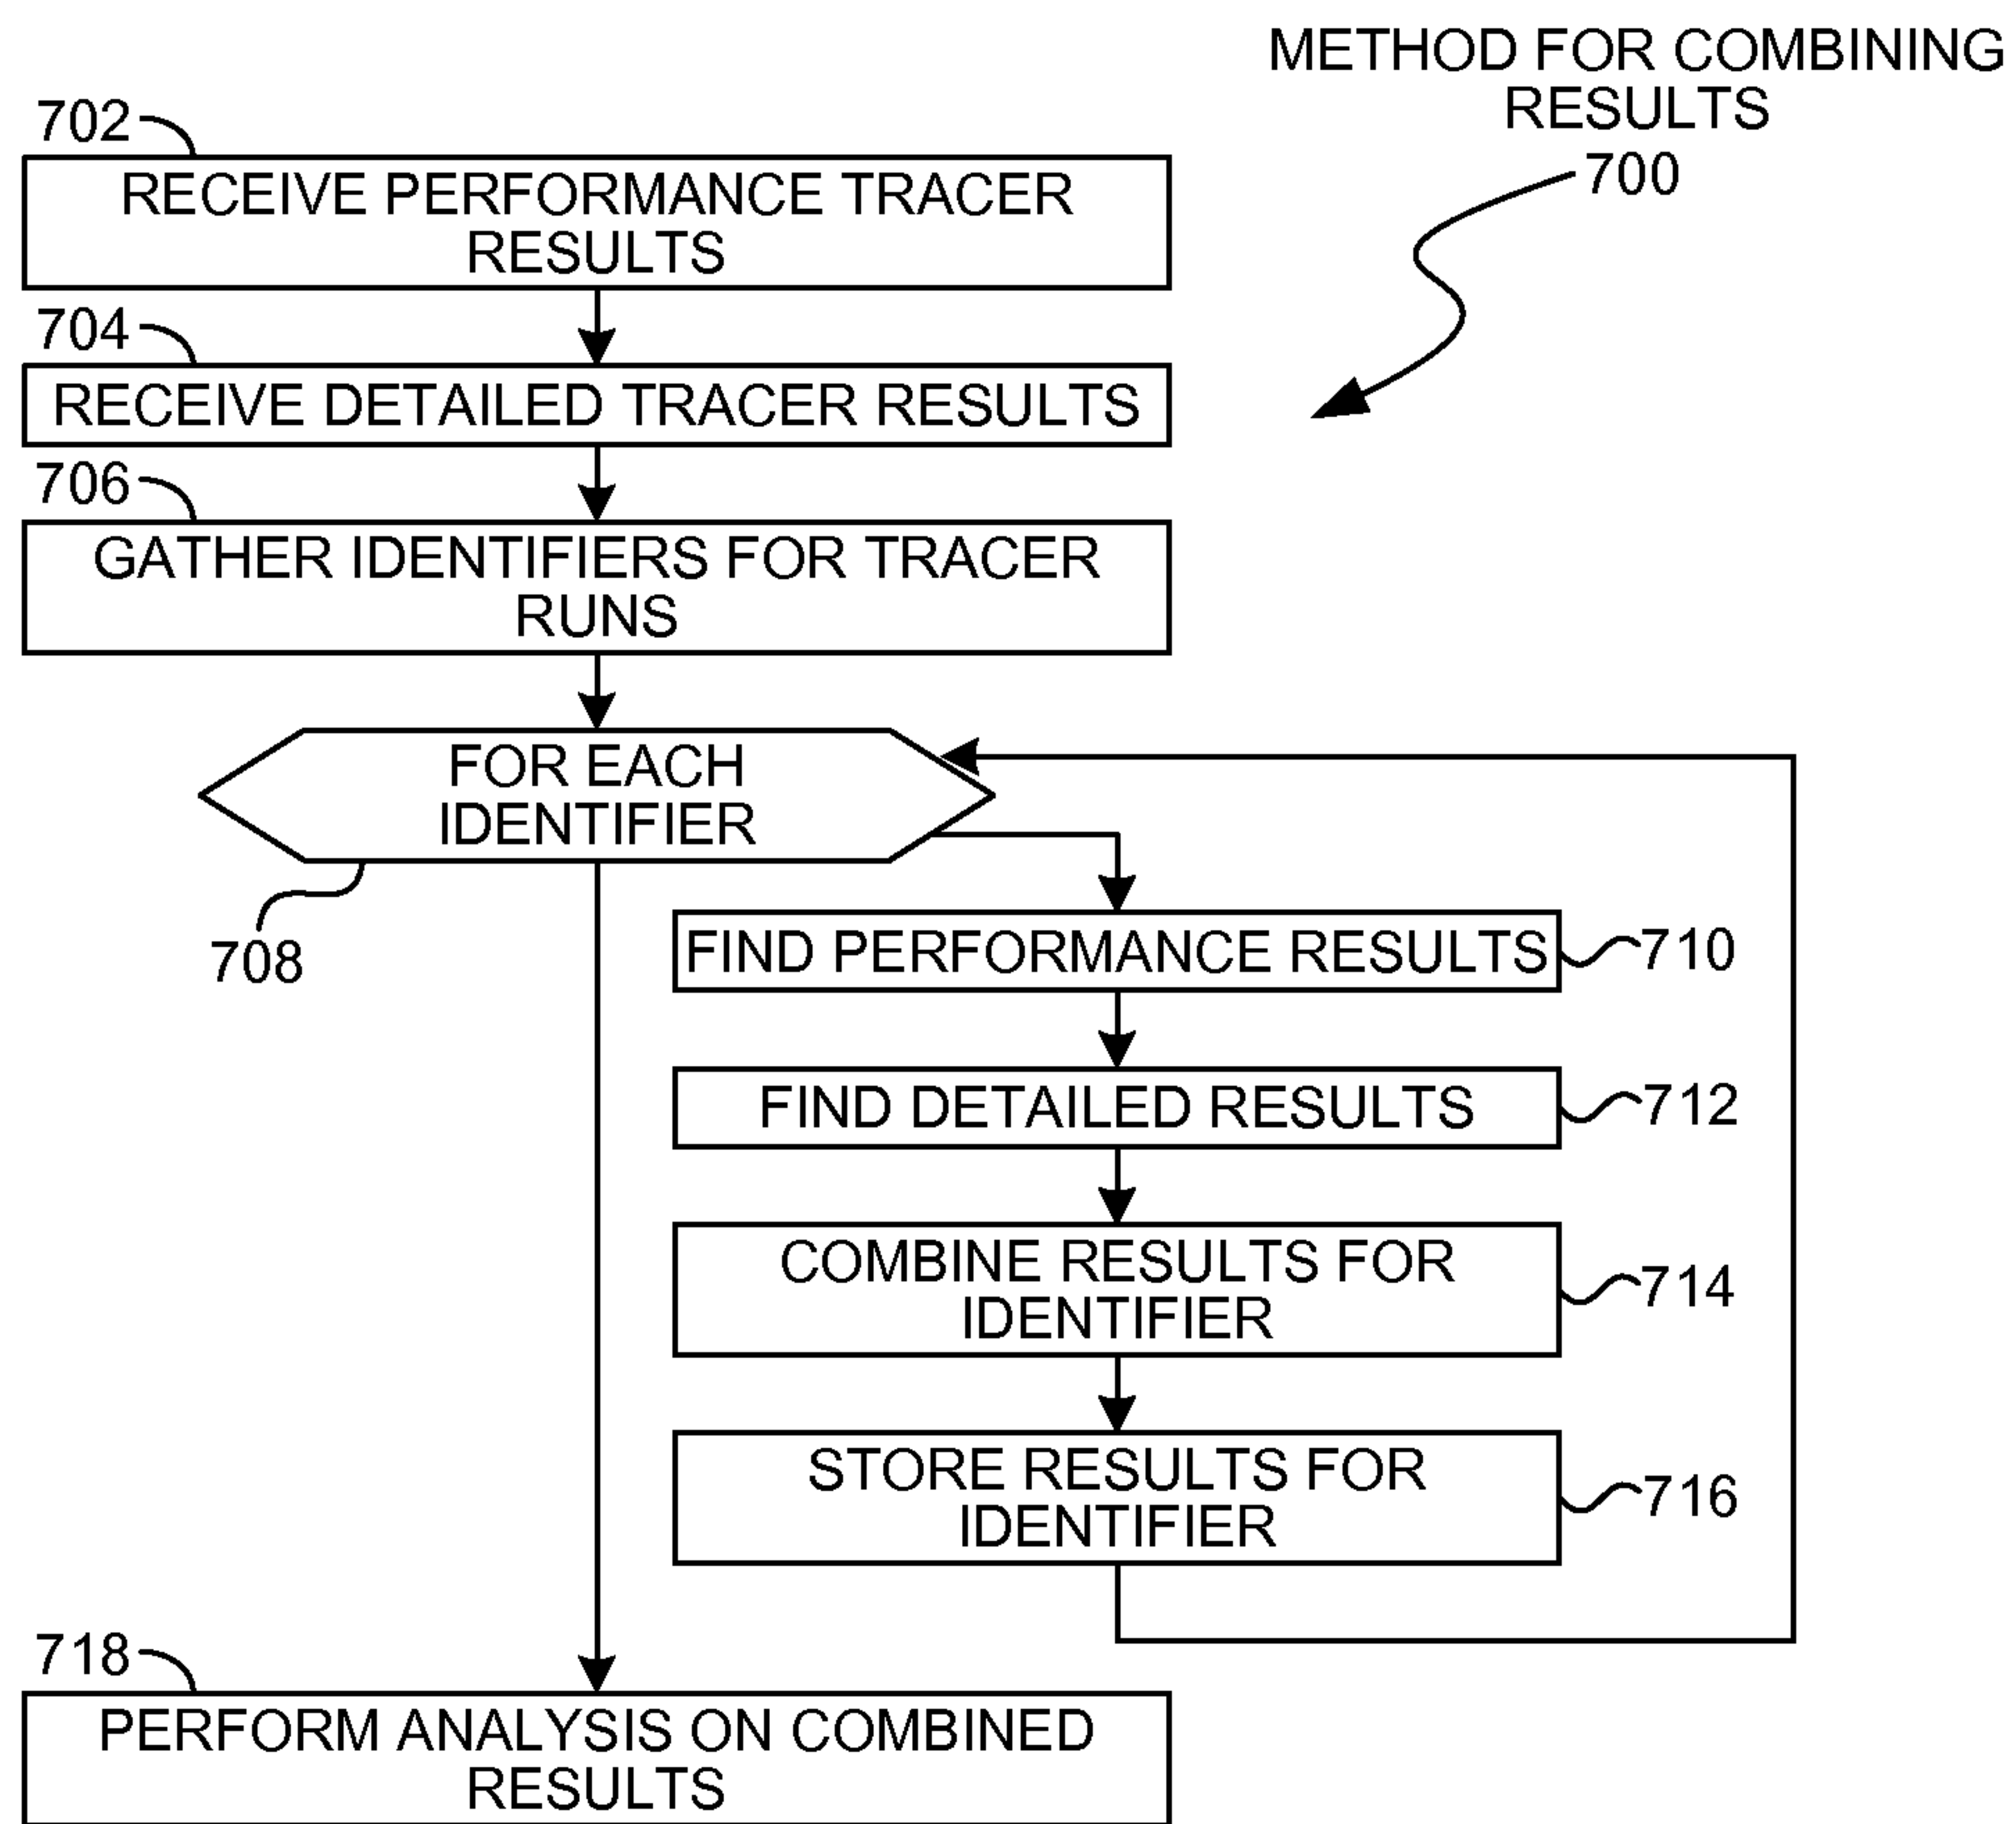 METHOD FOR COMBINING
RESULTS
700
702
RECEIVE PERFORMANCE TRACER
RESULTS
704
RECEIVE DETAILED TRACER RESULTS
706
GATHER IDENTIFIERS FOR TRACER
RUNS
FOR EACH
IDENTIFIER
708
FIND PERFORMANCE RESULTS
710
FIND DETAILED RESULTS
712
COMBINE RESULTS FOR
IDENTIFIER
714
STORE RESULTS FOR
IDENTIFIER
716
718
PERFORM ANALYSIS ON COMBINED
RESULTS